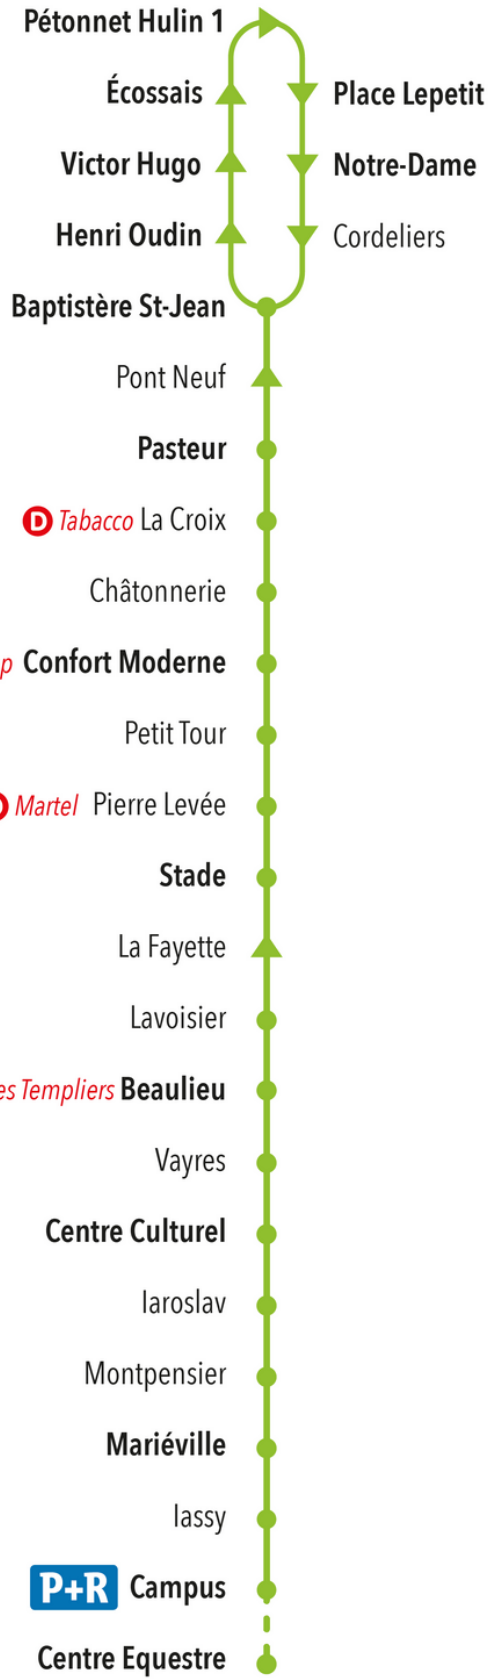 Pétonnet Hulin 1
Écossais
Place Lepetit
Victor Hugo
Notre-Dame
Henri Oudin
Cordeliers
Baptistère St-Jean
Pont Neuf
Pasteur
D Tabacco La Croix
Châtonnerie
Confort Moderne
Petit Tour
Martel Pierre Levée
Stade
La Fayette
Lavoisier
Templiers Beaulieu
Vayres
Centre Culturel
Iaroslav
Montpensier
Mariéville
Iassy
P+R Campus
Centre Equestre